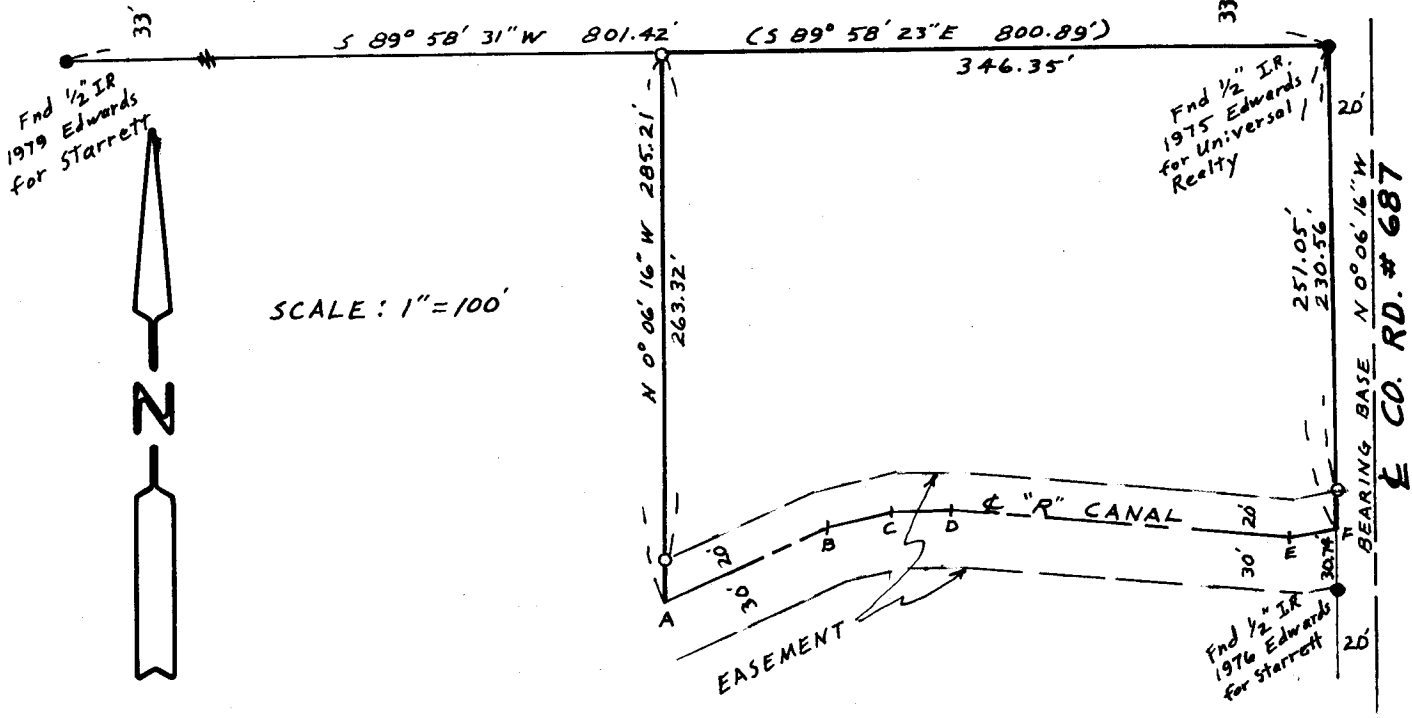 33'
33
S 89° 58' 31" W 801.42' (S 89° 58' 23" E 800.89')
346.35'
Fnd 1/2" I.R
1979 Edwards
for Starrett
Fnd 1/2" I.R.
1975 Edwards
for Universal
Realty
20'
N 0° 06' 16" W 285.21'
263.32'
SCALE : 1" = 100'
N
251.05'
230.56'
BEARING BASE N 0° 06' 16" W
℄ CO. RD. # 687
20'
30'
A
B
C
D
℄ "R" CANAL
20'
30'
E
F
30.74'
EASEMENT
Fnd 1/2" I.R
1976 Edwards
for Starrett
20'